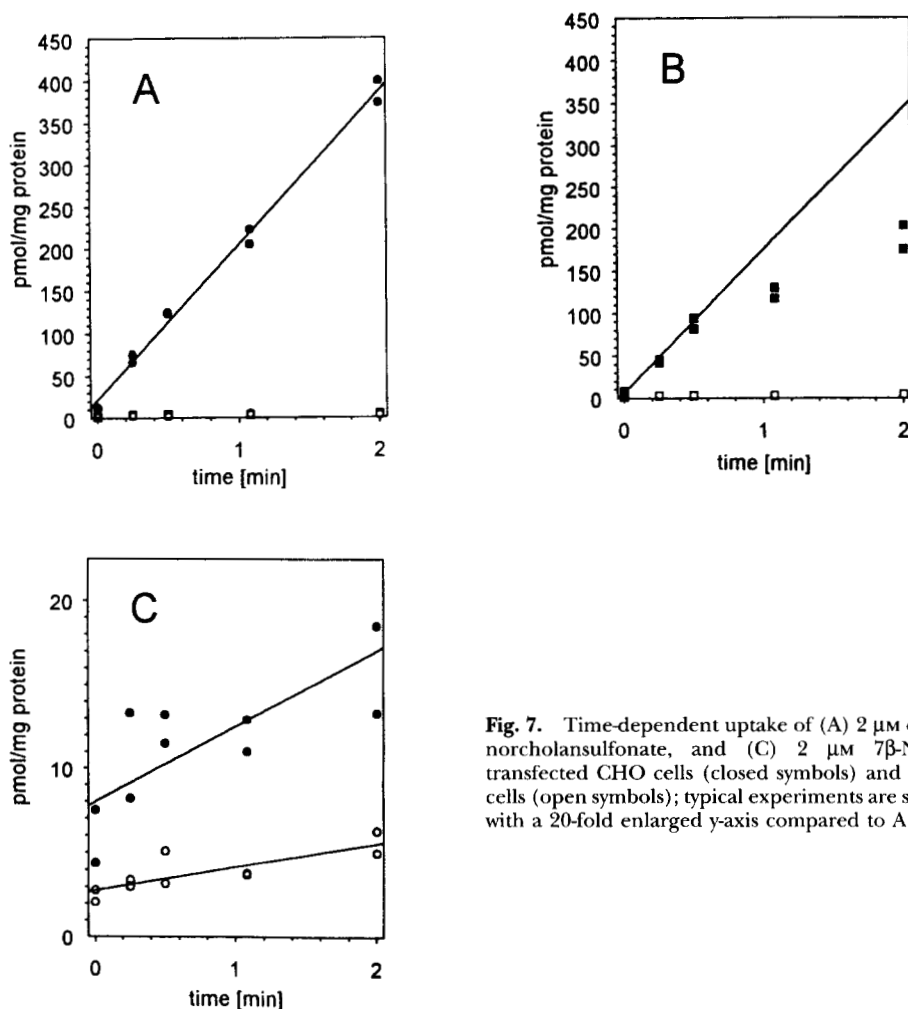 A
450
400
350
300
250
200
150
100
50
0
pmol/mg protein
0 1 2
time [min]
B
450
400
350
300
250
200
150
100
50
0
pmol/mg protein
0 1 2
time [min]
C
20
10
0
pmol/mg protein
0 1 2
time [min]
Fig. 7. Time-dependent uptake of (A) 2 μM
norcholansulfonate, and (C) 2 μM 7β-N
transfected CHO cells (closed symbols) and
cells (open symbols); typical experiments are s
with a 20-fold enlarged y-axis compared to A